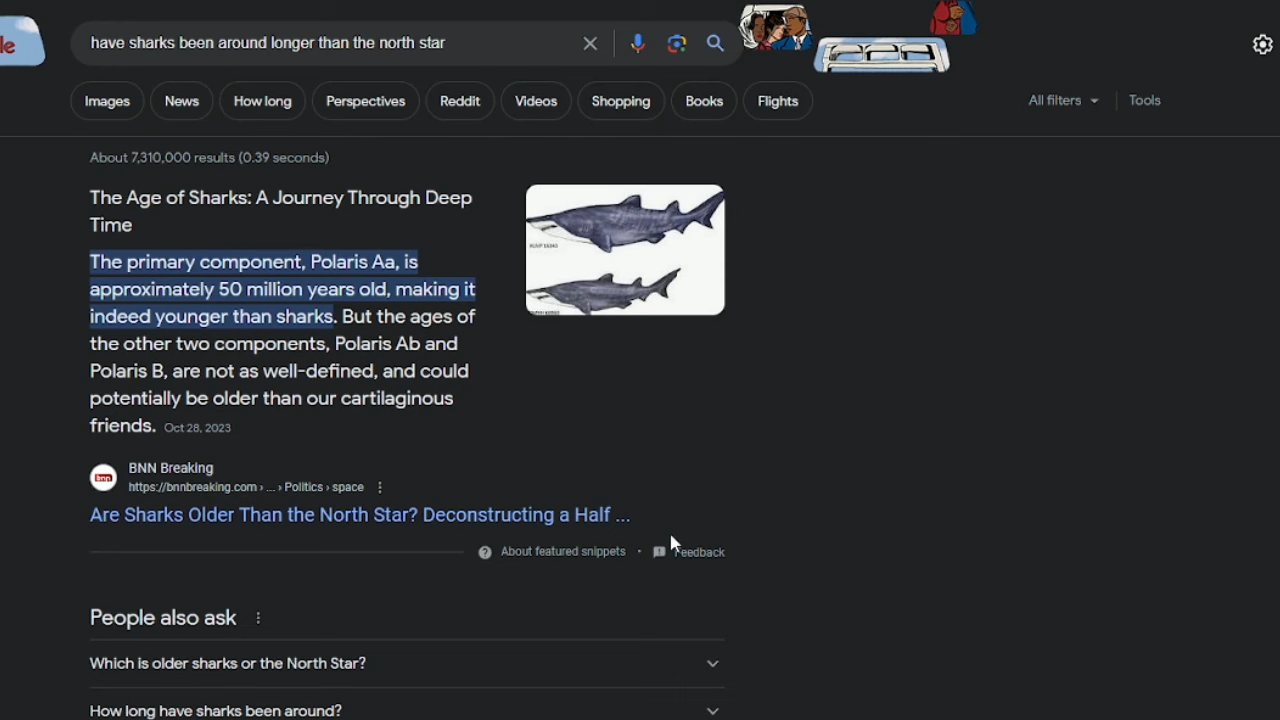 le
have sharks been around longer than the north star
Images
News
How long
Perspectives
Reddit
Videos
Shopping
Books
Flights
All filters
Tools
About 7,310,000 results (0.39 seconds)
The Age of Sharks: A Journey Through Deep
Time
The primary component, Polaris Aa, is
approximately 50 million years old, making it
indeed younger than sharks. But the ages of
the other two components, Polaris Ab and
Polaris B, are not as well-defined, and could
potentially be older than our cartilaginous
friends. Oct 28, 2023
bnn
BNN Breaking
https://bnnbreaking.com › ... › Politics › space
Are Sharks Older Than the North Star? Deconstructing a Half ...
About featured snippets · Feedback
People also ask
Which is older sharks or the North Star?
How long have sharks been around?